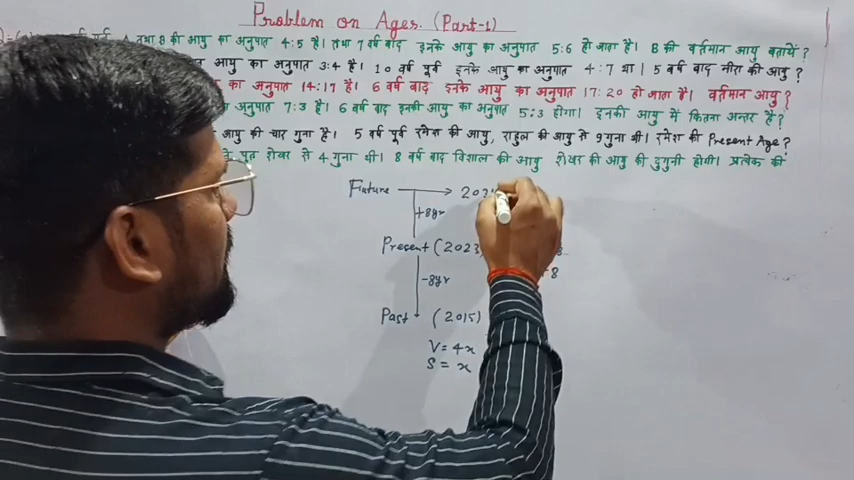 Problem on Ages. (Part-1)
तथा B की आयु का अनुपात 4:5 है। तथा 7 वर्ष बाद इनके आयु का अनुपात 5:6 हो जाता है। B की वर्तमान आयु बतायें ?
आयु का अनुपात 3:4 है। 10 वर्ष पूर्व इनके आयु का अनुपात 4:7 था। 5 वर्ष बाद मीरा की आयु ?
का अनुपात 14:17 है। 6 वर्ष बाद इनके आयु का अनुपात 17:20 हो जाता है। वर्तमान आयु ?
अनुपात 7:3 है। 6 वर्ष बाद इनकी आयु का अनुपात 5:3 होगा। इनकी आयु में कितना अन्तर है?
आयु की चार गुना है। 5 वर्ष पूर्व रमेश की आयु, राहुल की आयु से 9 गुना थी। रमेश की Present Age?
शेखर से 4 गुना थी। 8 वर्ष बाद विशाल की आयु शेखर की आयु की दुगुनी होगी। प्रत्येक की
Future → 203
+8yr
Present (2023
-8
-8yr
Past (2015)
V = 4x
S = x